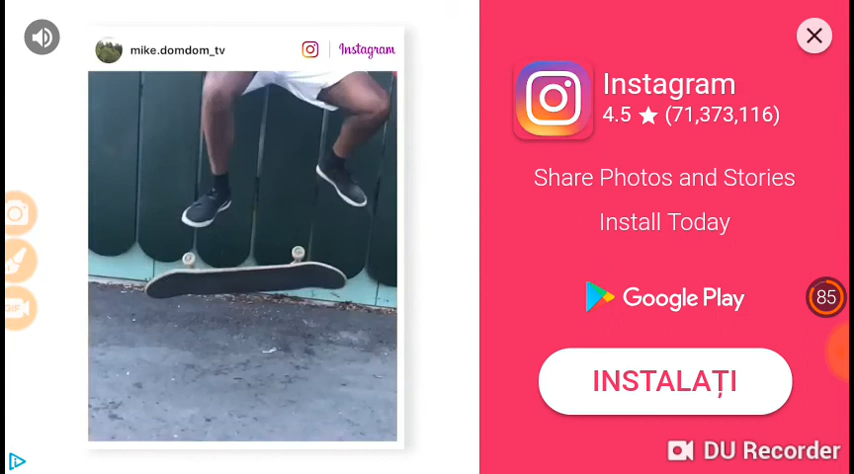 mike.domdom_tv
Instagram
Instagram
4.5 ★ (71,373,116)
Share Photos and Stories
Install Today
Google Play
85
INSTALAȚI
GIF
DU Recorder